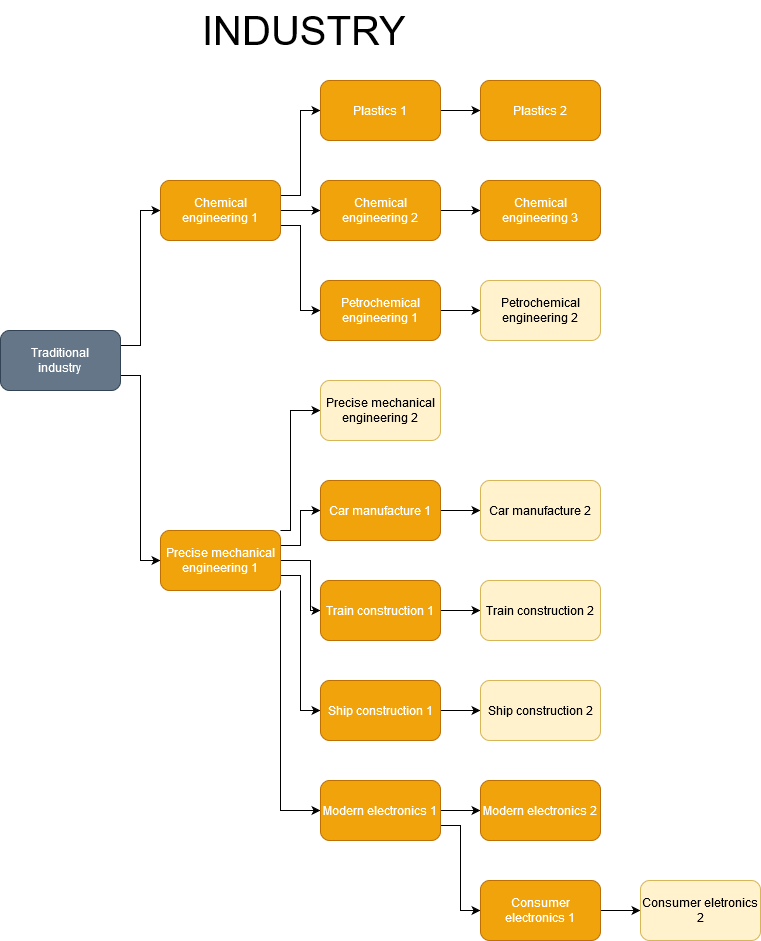 INDUSTRY
Plastics 1
Plastics 2
Chemical
engineering 1
Chemical
engineering 2
Chemical
engineering 3
Petrochemical
engineering 1
Petrochemical
engineering 2
Traditional
industry
Precise mechanical
engineering 2
Car manufacture 1
Car manufacture 2
Precise mechanical
engineering 1
Train construction 1
Train construction 2
Ship construction 1
Ship construction 2
Modern electronics 1
Modern electronics 2
Consumer
electronics 1
Consumer eletronics
2